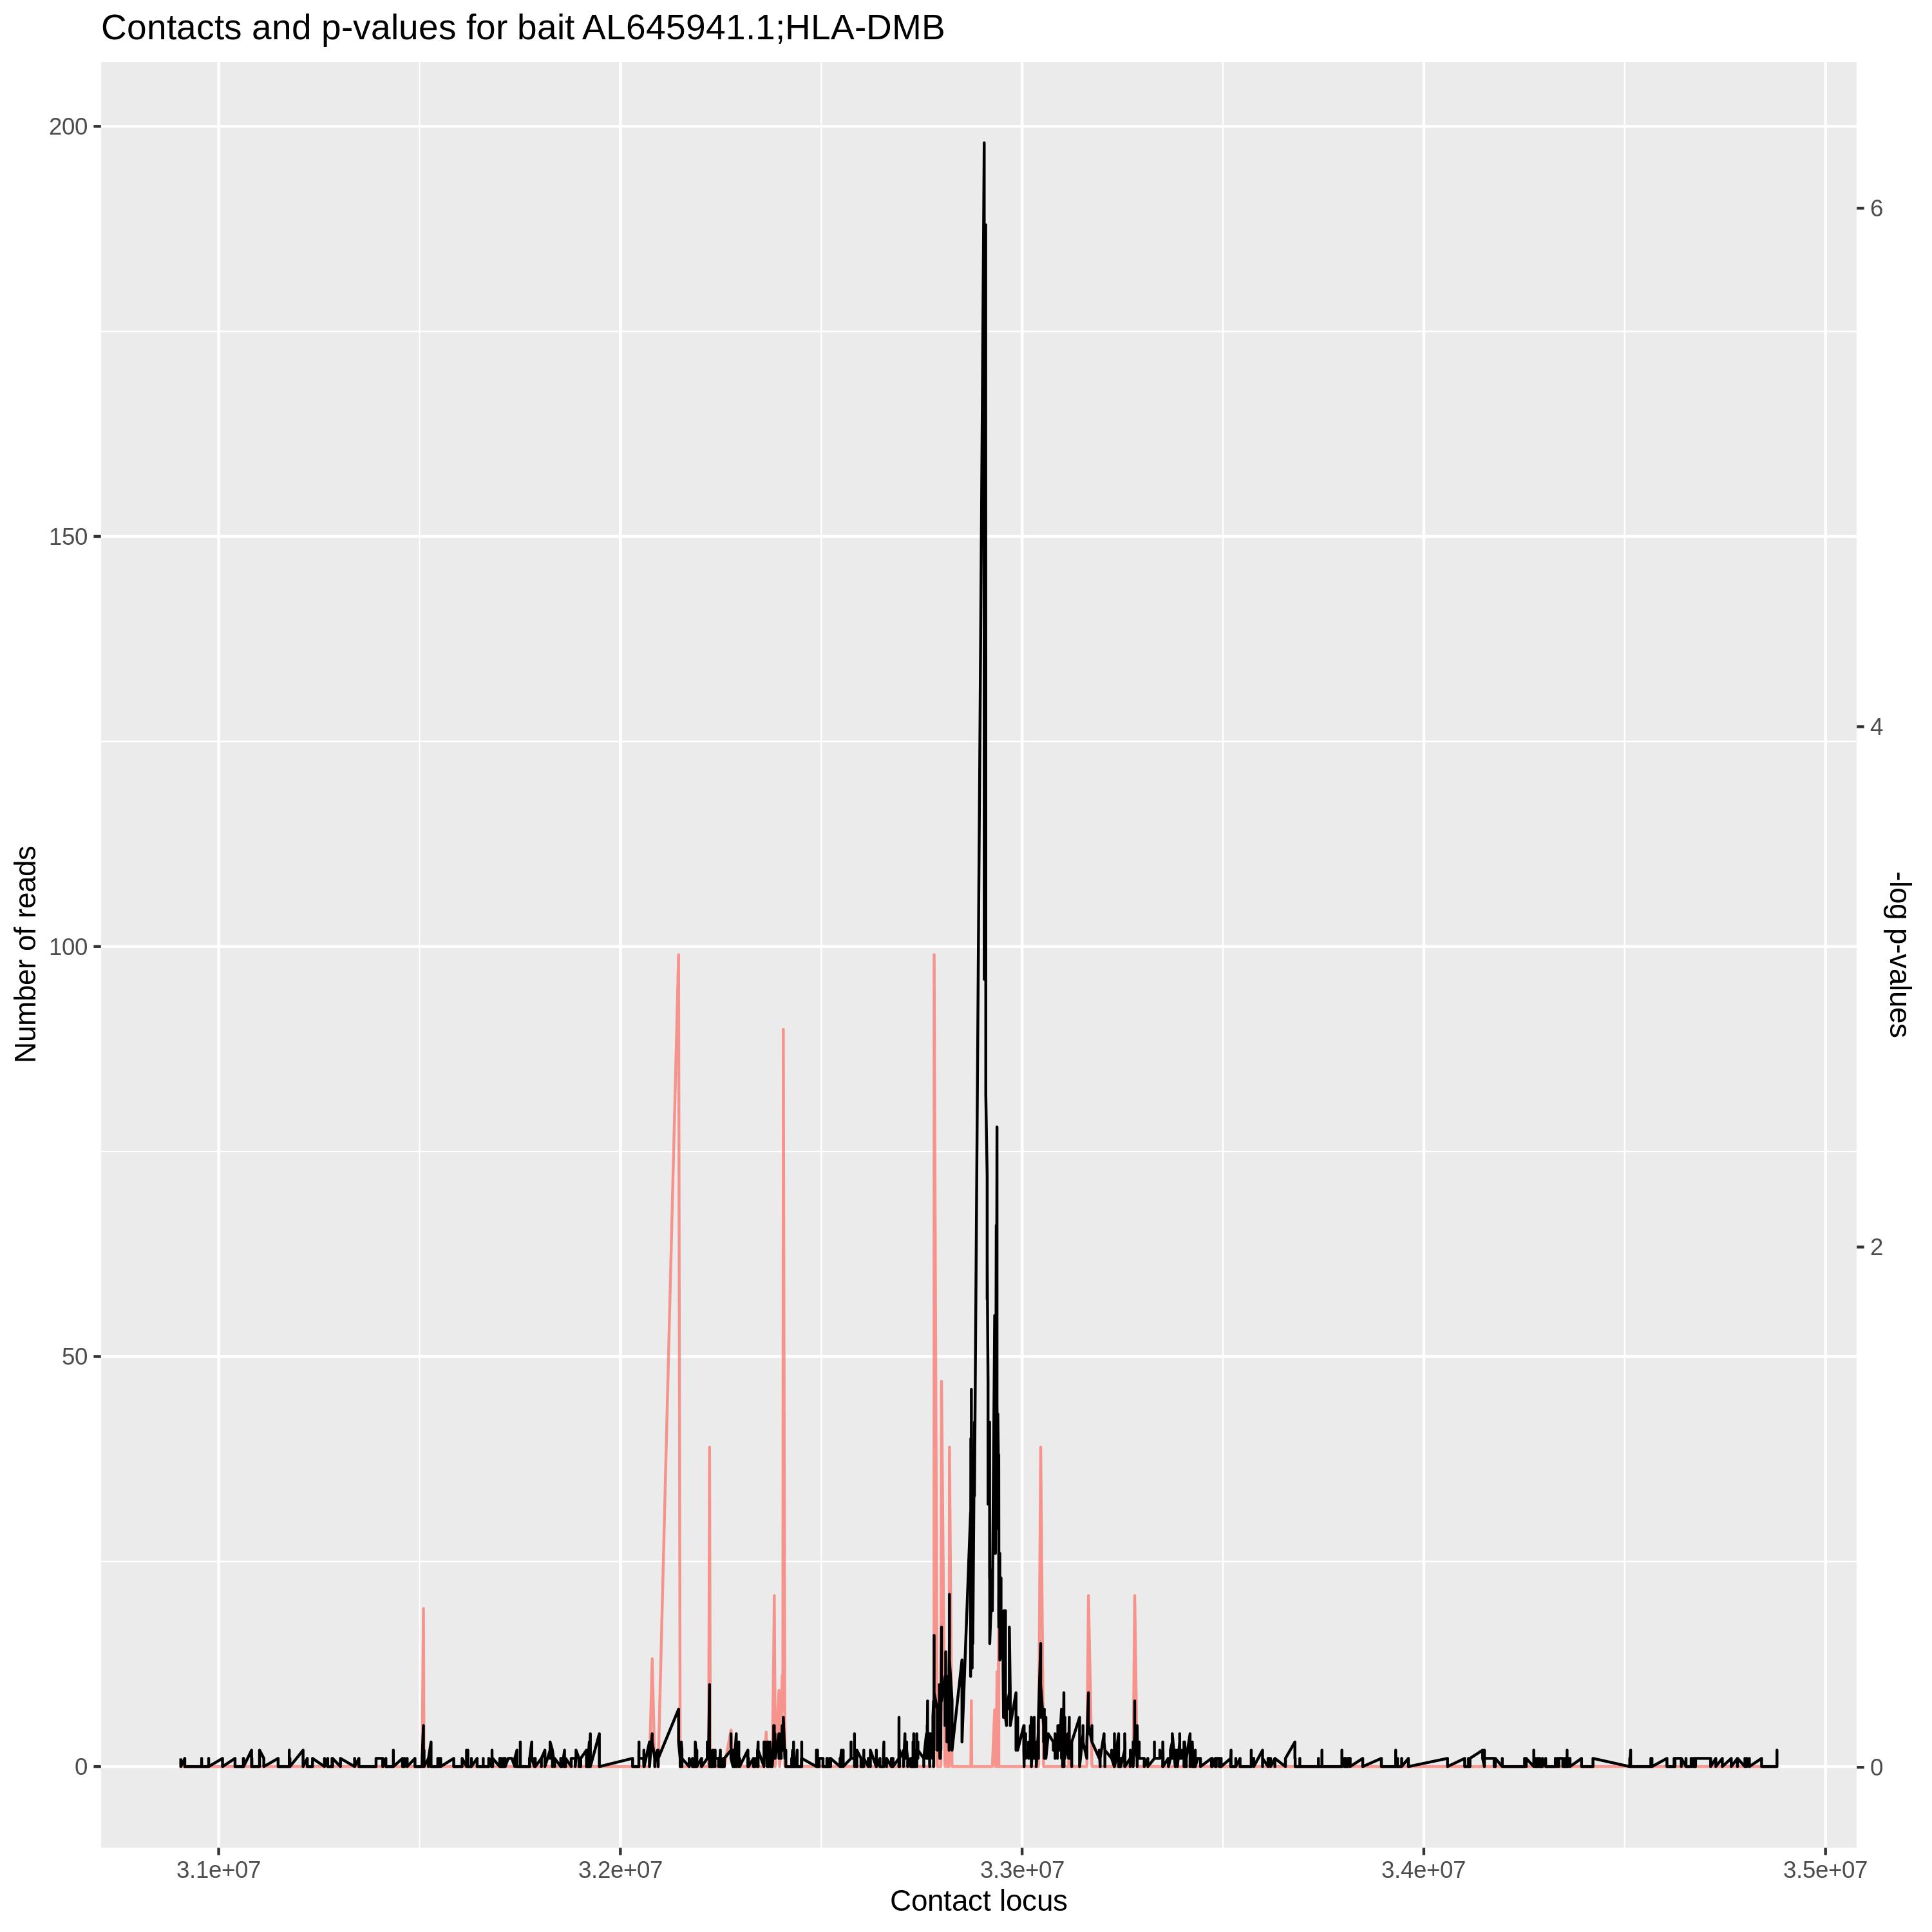 Contacts and p-values for bait AL645941.1;HLA-DMB
200
150
100
50
0
Number of reads
6
4
2
0
-log p-values
3.1e+07
3.2e+07
3.3e+07
3.4e+07
3.5e+07
Contact locus